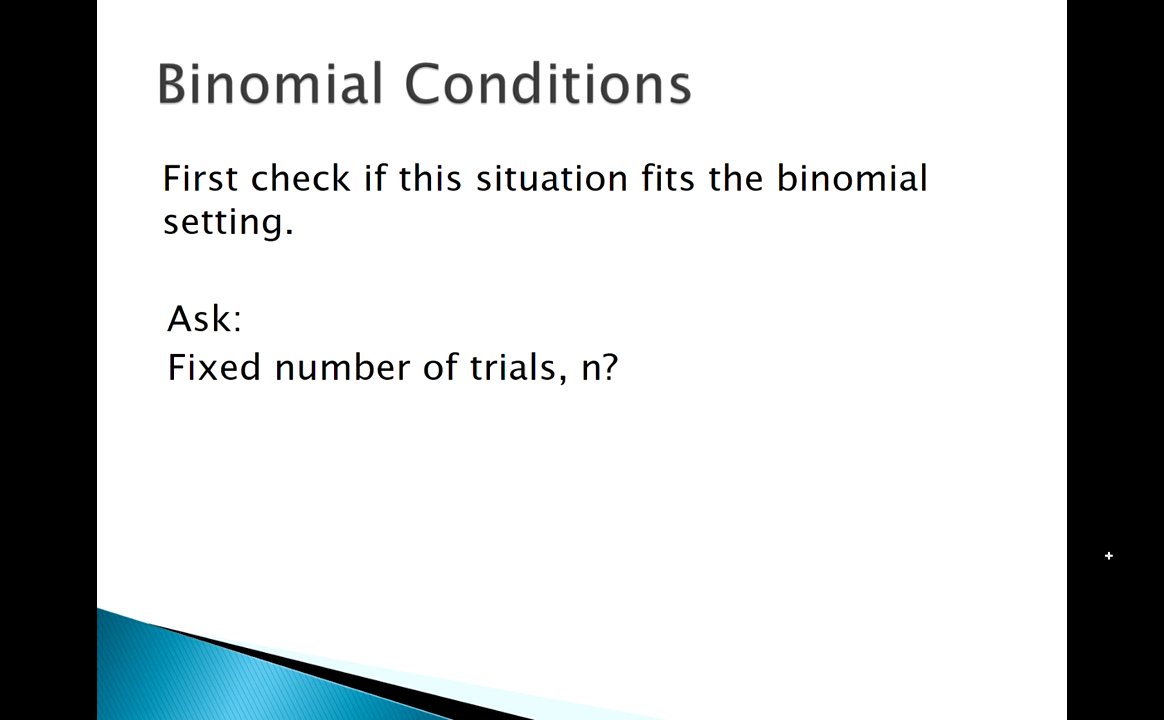 Binomial Conditions
First check if this situation fits the binomial
setting.
Ask:
Fixed number of trials, n?